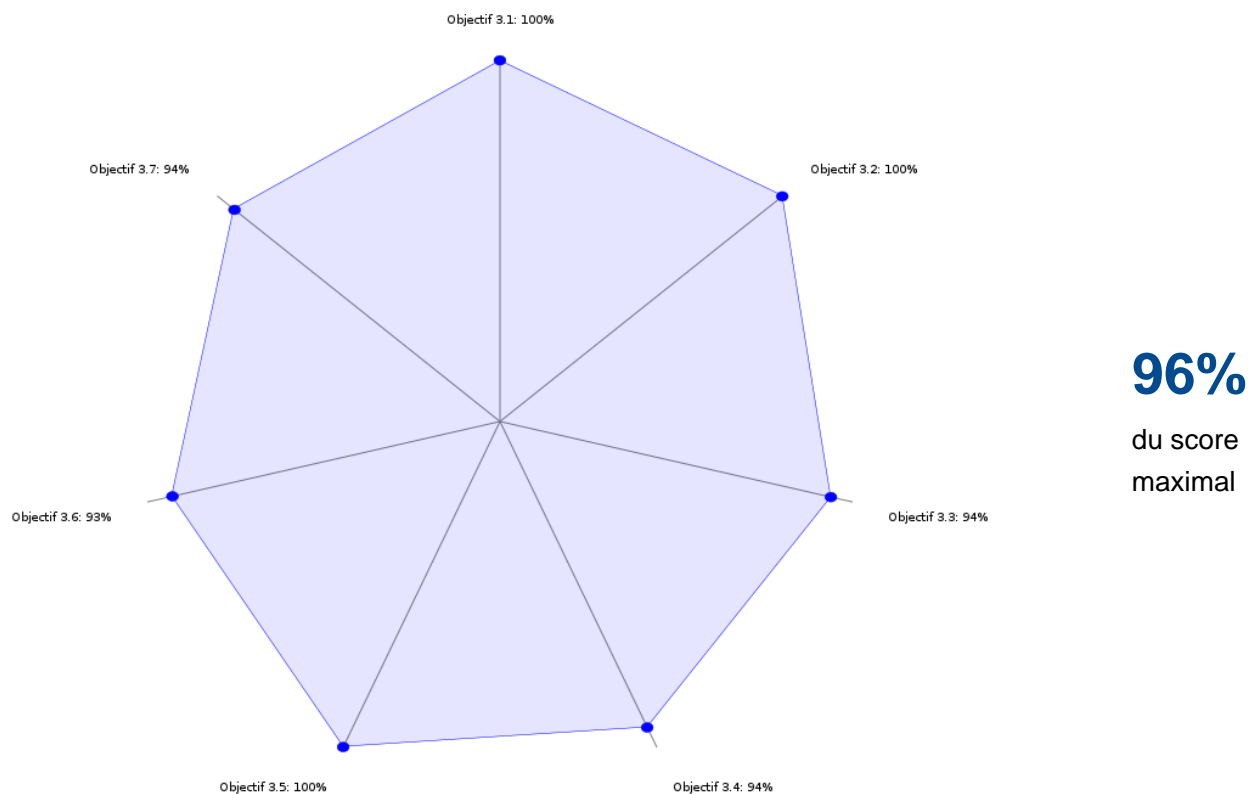 Objectif 3.1: 100%
Objectif 3.7: 94%
Objectif 3.2: 100%
96%
du score
maximal
Objectif 3.6: 93%
Objectif 3.3: 94%
Objectif 3.5: 100%
Objectif 3.4: 94%